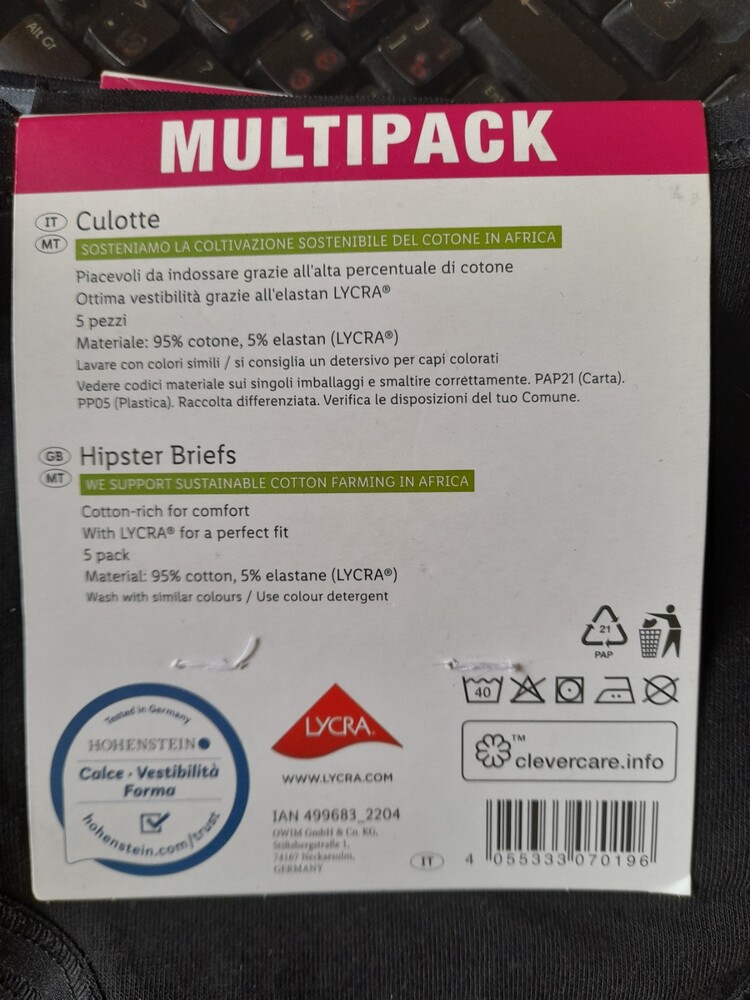 Alt Gr
MULTIPACK
IT
MT
Culotte
SOSTENIAMO LA COLTIVAZIONE SOSTENIBILE DEL COTONE IN AFRICA
Piacevoli da indossare grazie all'alta percentuale di cotone
Ottima vestibilità grazie all'elastan LYCRA®
5 pezzi
Materiale: 95% cotone, 5% elastan (LYCRA®)
Lavare con colori simili / si consiglia un detersivo per capi colorati
Vedere codici materiale sui singoli imballaggi e smaltire correttamente. PAP21 (Carta).
PP05 (Plastica). Raccolta differenziata. Verifica le disposizioni del tuo Comune.
GB
MT
Hipster Briefs
WE SUPPORT SUSTAINABLE COTTON FARMING IN AFRICA
Cotton-rich for comfort
With LYCRA® for a perfect fit
5 pack
Material: 95% cotton, 5% elastane (LYCRA®)
Wash with similar colours / Use colour detergent
21
PAP
40
Tested in Germany
HOHENSTEIN
Calce · Vestibilità
Forma
hohenstein.com/trust
LYCRA®
WWW.LYCRA.COM
IAN 499683_2204
OWIM GmbH & Co. KG,
Stiftsbergstraße 1,
74167 Neckarsulm,
GERMANY
IT
™
clevercare.info
4 055333 070196